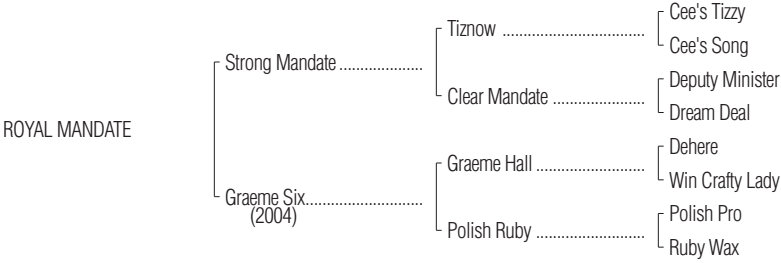 Cee's Tizzy
Tiznow ..............................
Cee's Song
Strong Mandate ..................
Deputy Minister
Clear Mandate ...................
Dream Deal
ROYAL MANDATE
Dehere
Graeme Hall ......................
Win Crafty Lady
Graeme Six.........................
(2004)
Polish Pro
Polish Ruby ......................
Ruby Wax